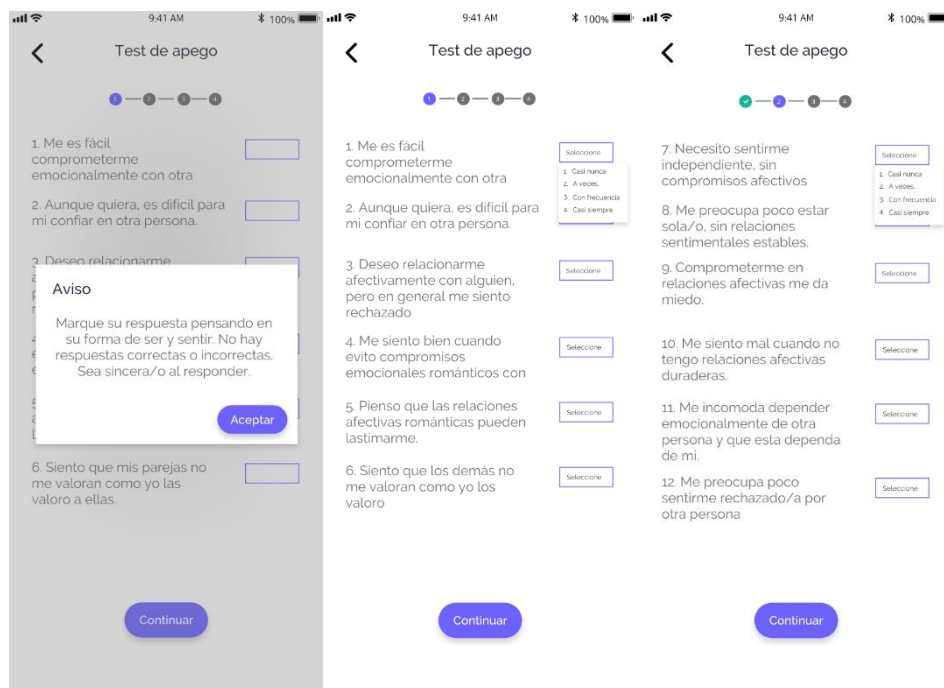 9:41 AM
100%
Test de apego
1
2
3
4
1. Me es fácil
comprometerme
emocionalmente con otra
2. Aunque quiera, es difícil para
mi confiar en otra persona.
3. Deseo relacionarme
Aviso
Marque su respuesta pensando en
su forma de ser y sentir. No hay
respuestas correctas o incorrectas.
Sea sincera/o al responder.
Aceptar
6. Siento que mis parejas no
me valoran como yo las
valoro a ellas.
Continuar
9:41 AM
100%
Test de apego
1
2
3
4
1. Me es fácil
comprometerme
emocionalmente con otra
Seleccione
1. Casi nunca
2. A veces.
3. Con frecuencia
4. Casi siempre
2. Aunque quiera, es difícil para
mi confiar en otra persona.
3. Deseo relacionarme
afectivamente con alguien,
pero en general me siento
rechazado
Seleccione
4. Me siento bien cuando
evito compromisos
emocionales románticos con
Seleccione
5. Pienso que las relaciones
afectivas románticas pueden
lastimarme.
Seleccione
6. Siento que los demás no
me valoran como yo los
valoro
Seleccione
Continuar
9:41 AM
100%
Test de apego
2
3
4
7. Necesito sentirme
independiente, sin
compromisos afectivos
Seleccione
1. Casi nunca
2. A veces.
3. Con frecuencia
4. Casi siempre
8. Me preocupa poco estar
sola/o, sin relaciones
sentimentales estables.
9. Comprometerme en
relaciones afectivas me da
miedo.
Seleccione
10. Me siento mal cuando no
tengo relaciones afectivas
duraderas.
Seleccione
11. Me incomoda depender
emocionalmente de otra
persona y que esta dependa
de mi.
Seleccione
12. Me preocupa poco
sentirme rechazado/a por
otra persona
Seleccione
Continuar